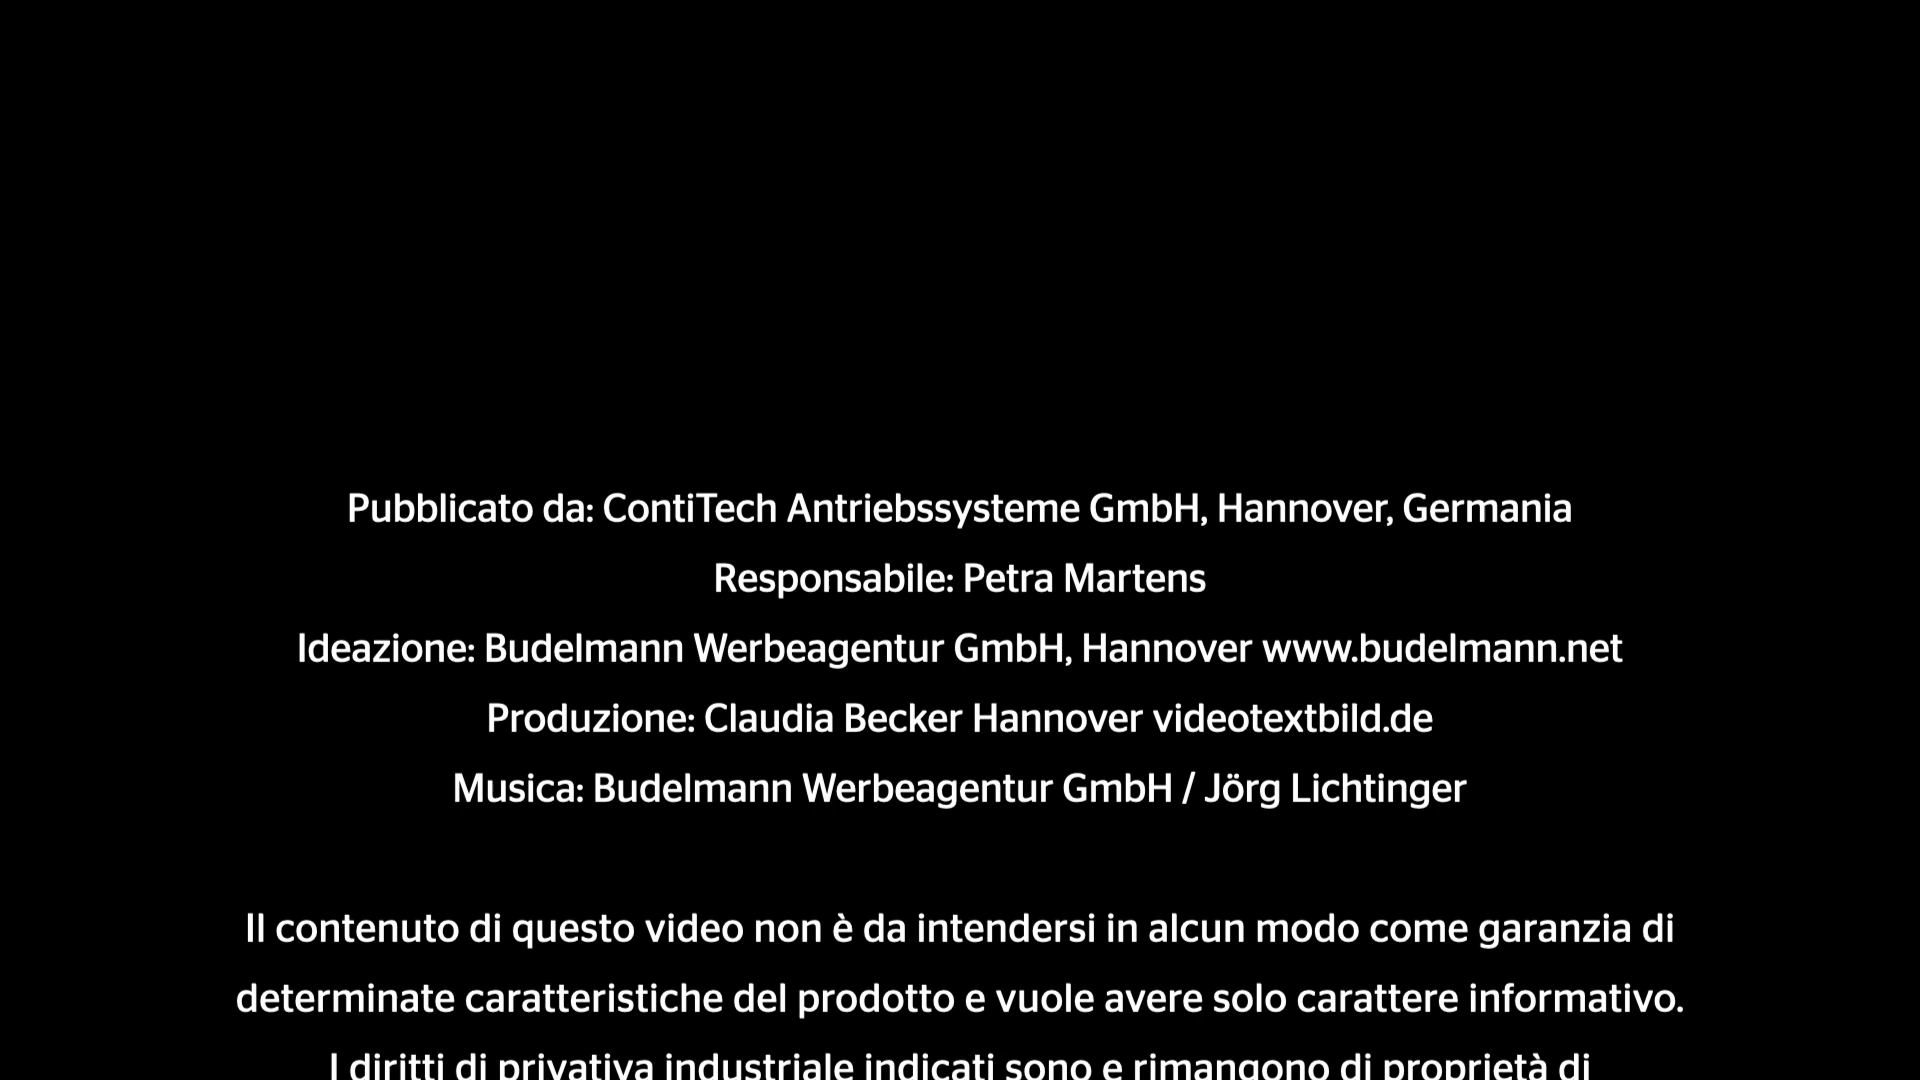 Pubblicato da: ContiTech Antriebssysteme GmbH, Hannover, Germania
Responsabile: Petra Martens
Ideazione: Budelmann Werbeagentur GmbH, Hannover www.budelmann.net
Produzione: Claudia Becker Hannover videotextbild.de
Musica: Budelmann Werbeagentur GmbH / Jörg Lichtinger
Il contenuto di questo video non è da intendersi in alcun modo come garanzia di
determinate caratteristiche del prodotto e vuole avere solo carattere informativo.
I diritti di privativa industriale indicati sono e rimangono di proprietà di